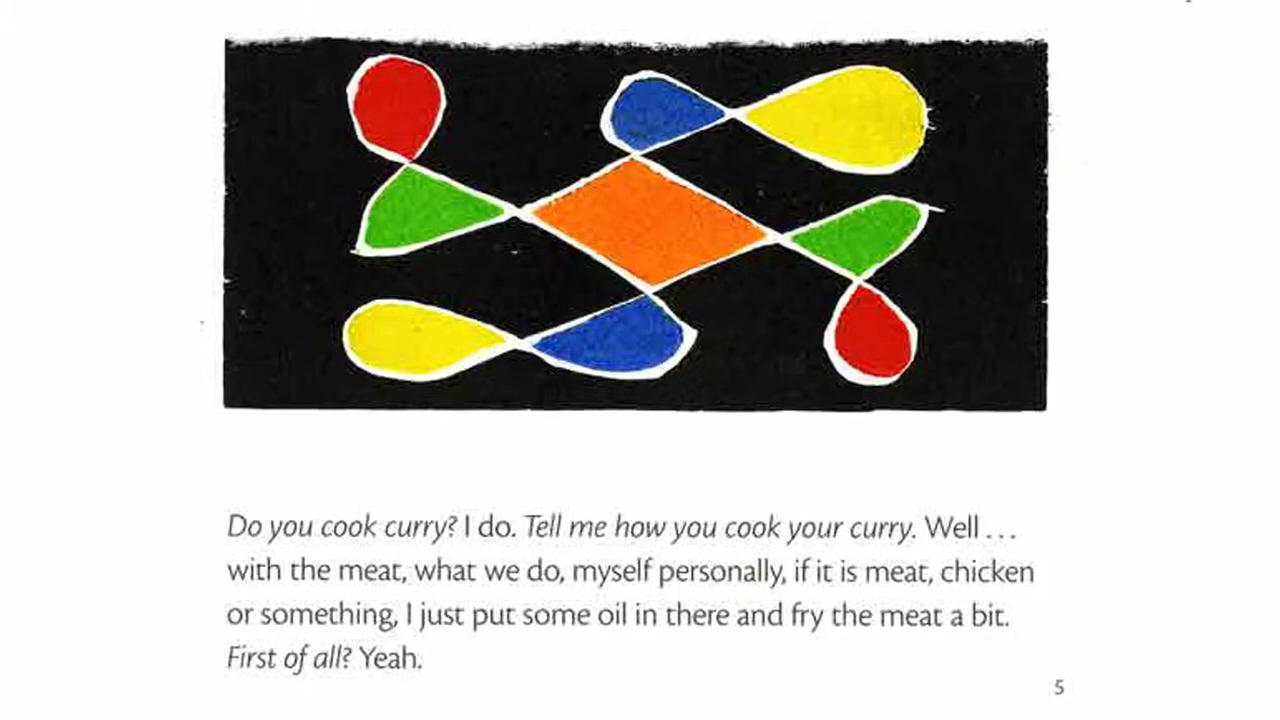 Do you cook curry? I do. Tell me how you cook your curry. Well ...
with the meat, what we do, myself personally, if it is meat, chicken
or something, I just put some oil in there and fry the meat a bit.
First of all? Yeah.
5